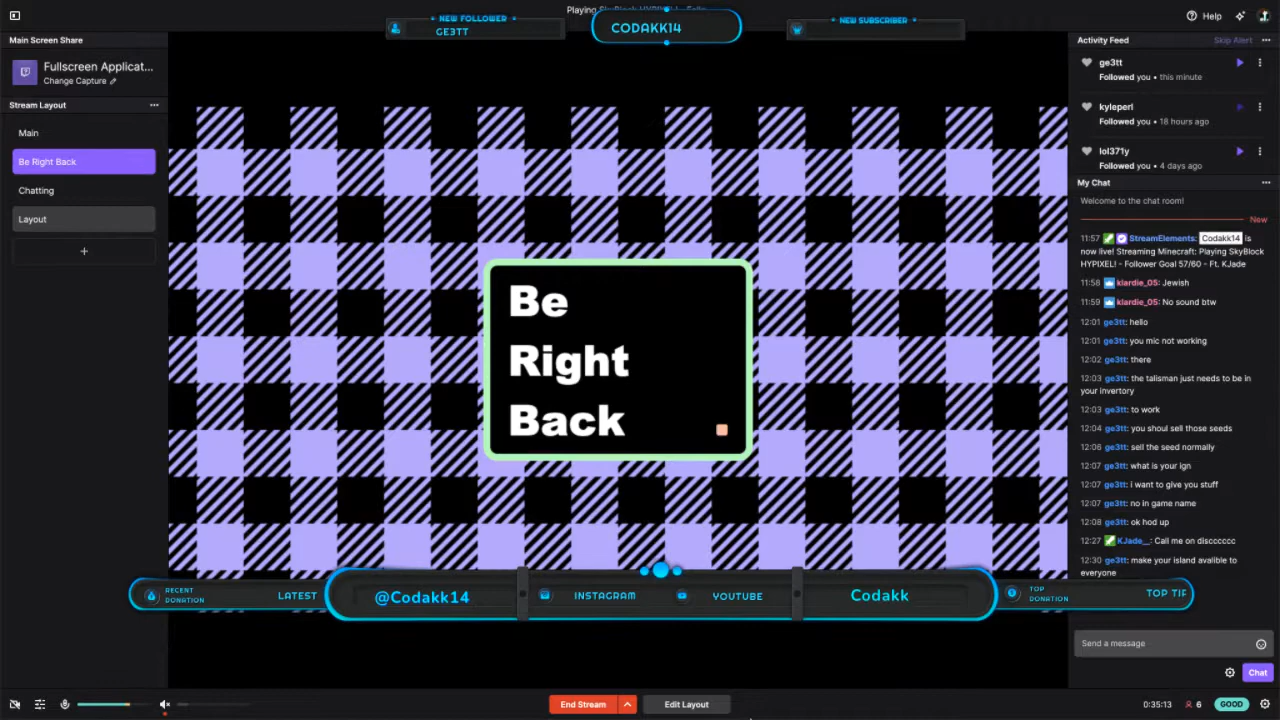 NEW FOLLOWER
GE3TT
CODAKK14
NEW SUBSCRIBER
Help
Main Screen Share
Fullscreen Applicat...
Change Capture
Stream Layout
Main
Be Right Back
Chatting
Layout
+
Be
Right
Back
Activity Feed
Skip Alert
ge3tt
Followed you • this minute
kyleperl
Followed you • 18 hours ago
lol371y
Followed you • 4 days ago
My Chat
Welcome to the chat room!
New
11:57 StreamElements: Codakk14 is
now live! Streaming Minecraft: Playing SkyBlock
HYPIXEL! - Follower Goal 57/60 - Ft. KJade
11:58 klardie_05: Jewish
11:59 klardie_05: No sound btw
12:01 ge3tt: hello
12:01 ge3tt: you mic not working
12:02 ge3tt: there
12:03 ge3tt: the talisman just needs to be in
your invertory
12:03 ge3tt: to work
12:04 ge3tt: you shoul sell those seeds
12:06 ge3tt: sell the seed normally
12:07 ge3tt: what is your ign
12:07 ge3tt: i want to give you stuff
12:07 ge3tt: no in game name
12:08 ge3tt: ok hod up
12:27 KJade__: Call me on discccccc
12:30 ge3tt: make your island avalible to
everyone
RECENT
DONATION
LATEST
@Codakk14
INSTAGRAM
YOUTUBE
Codakk
TOP
DONATION
TOP TIP
Send a message
Chat
End Stream
Edit Layout
0:35:13
6
GOOD